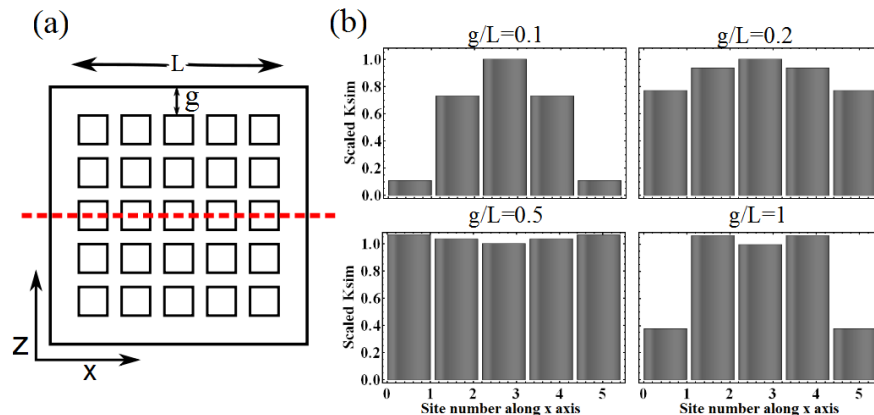 (a)
L
g
Z
X
(b)
g/L=0.1
g/L=0.2
Scaled Ksim
1.0
0.8
0.6
0.4
0.2
0.0
g/L=0.5
g/L=1
Scaled Ksim
1.0
0.8
0.6
0.4
0.2
0.0
0 1 2 3 4 5
0 1 2 3 4 5
Site number along x axis
Site number along x axis